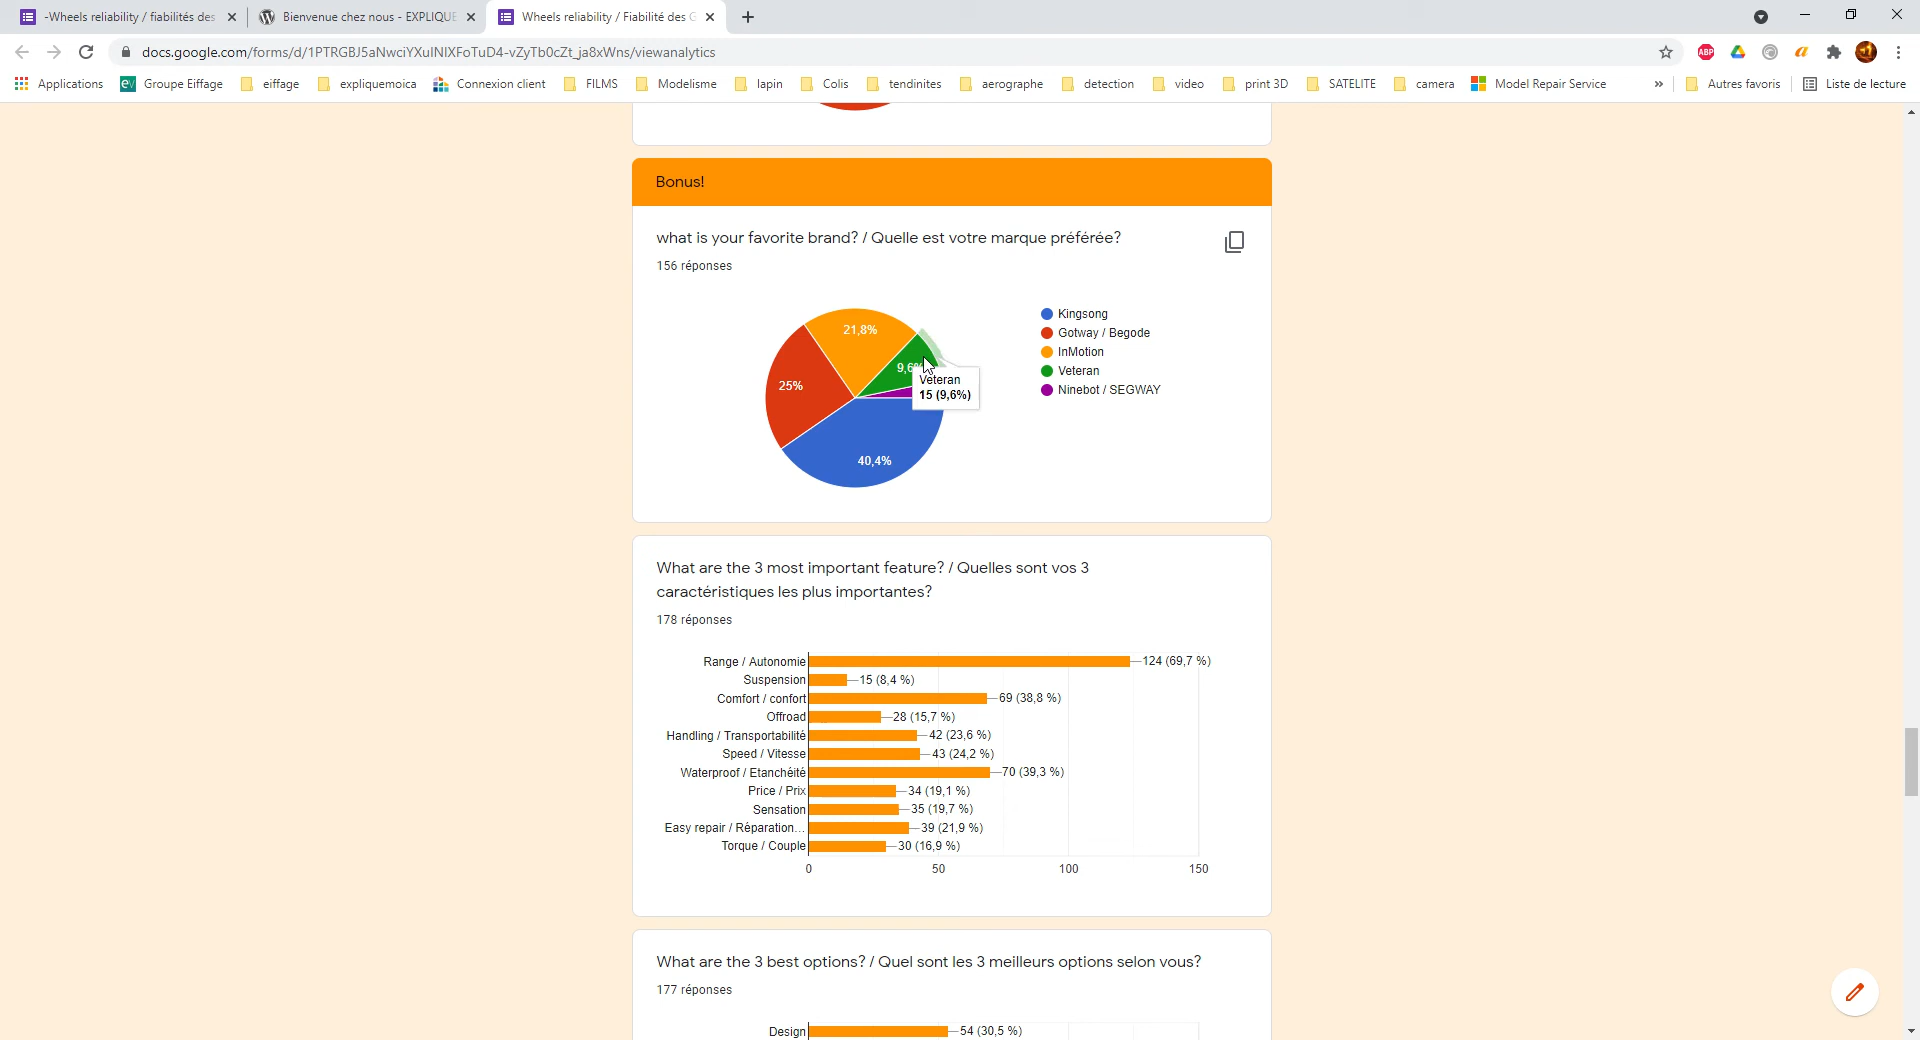 -Wheels reliability / fiabilités des
Bienvenue chez nous - EXPLIQUE
Wheels reliability / Fiabilité des G
docs.google.com/forms/d/1PTRGBJ5aNwciYXuINIXFoTuD4-vZyTb0cZt_ja8xWns/viewanalytics
ABP
Applications
eV Groupe Eiffage
eiffage
expliquemoica
Connexion client
FILMS
Modelisme
lapin
Colis
tendinites
aerographe
detection
video
print 3D
SATELITE
camera
Model Repair Service
»
Autres favoris
Liste de lecture
Bonus!
what is your favorite brand? / Quelle est votre marque préférée?
156 réponses
21,8%
25%
9,6%
40,4%
Veteran
15 (9,6%)
Kingsong
Gotway / Begode
InMotion
Veteran
Ninebot / SEGWAY
What are the 3 most important feature? / Quelles sont vos 3
caractéristiques les plus importantes?
178 réponses
Range / Autonomie 124 (69,7 %)
Suspension 15 (8,4 %)
Comfort / confort 69 (38,8 %)
Offroad 28 (15,7 %)
Handling / Transportabilité 42 (23,6 %)
Speed / Vitesse 43 (24,2 %)
Waterproof / Etanchéité 70 (39,3 %)
Price / Prix 34 (19,1 %)
Sensation 35 (19,7 %)
Easy repair / Réparation... 39 (21,9 %)
Torque / Couple 30 (16,9 %)
0 50 100 150
What are the 3 best options? / Quel sont les 3 meilleurs options selon vous?
177 réponses
Design 54 (30,5 %)